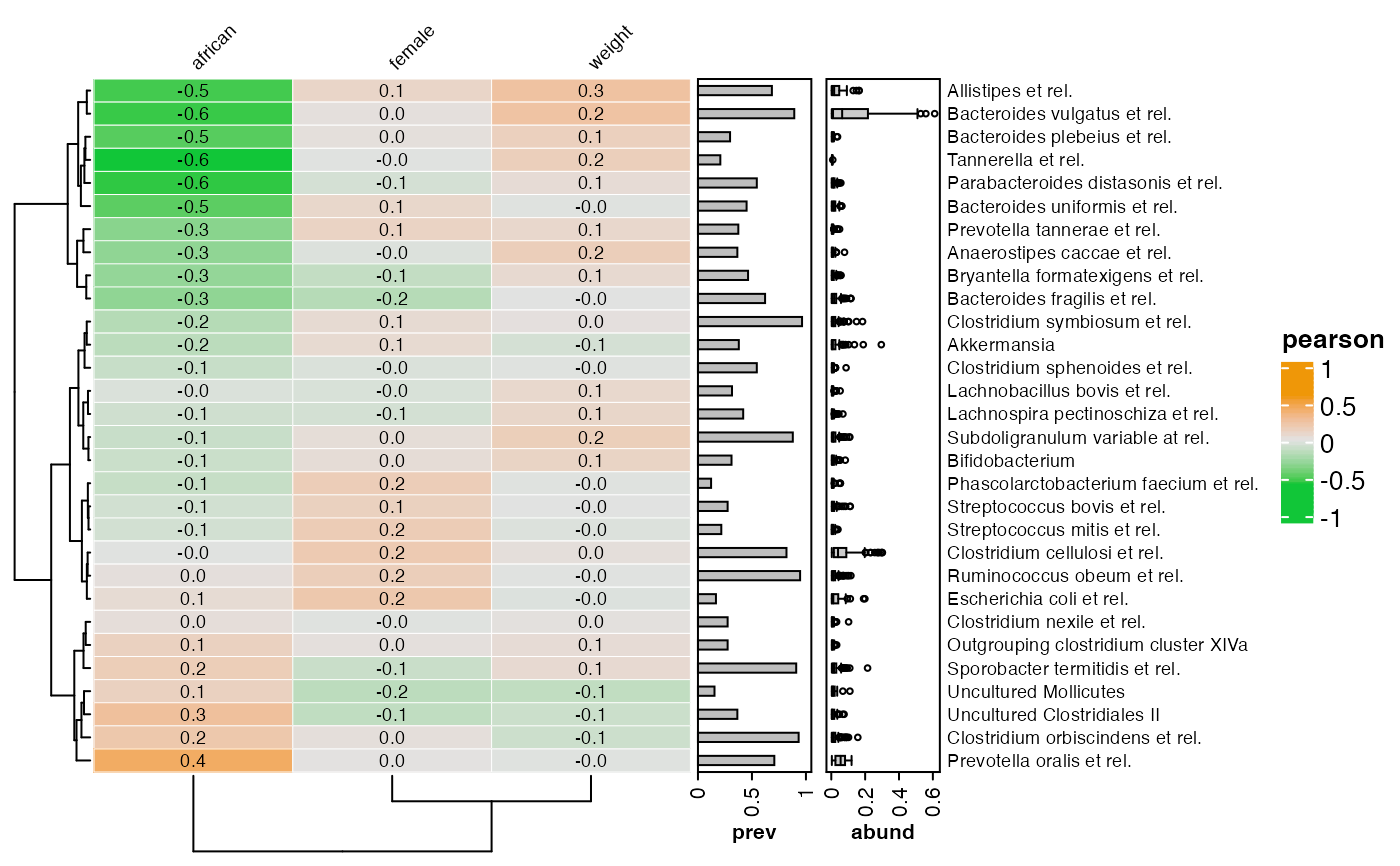 african female weight
-0.5 0.1 0.3 Allistipes et rel.
-0.6 0.0 0.2 Bacteroides vulgatus et rel.
-0.5 0.0 0.1 Bacteroides plebeius et rel.
-0.6 -0.0 0.2 Tannerella et rel.
-0.6 -0.1 0.1 Parabacteroides distasonis et rel.
-0.5 0.1 -0.0 Bacteroides uniformis et rel.
-0.3 0.1 0.1 Prevotella tannerae et rel.
-0.3 -0.0 0.2 Anaerostipes caccae et rel.
-0.3 -0.1 0.1 Bryantella formatexigens et rel.
-0.3 -0.2 -0.0 Bacteroides fragilis et rel.
-0.2 0.1 0.0 Clostridium symbiosum et rel.
-0.2 0.1 -0.1 Akkermansia
-0.1 -0.0 -0.0 Clostridium sphenoides et rel.
-0.0 -0.0 0.1 Lachnobacillus bovis et rel.
-0.1 -0.1 0.1 Lachnospira pectinoschiza et rel.
-0.1 0.0 0.2 Subdoligranulum variable at rel.
-0.1 0.0 0.1 Bifidobacterium
-0.1 0.2 -0.0 Phascolarctobacterium faecium et rel.
-0.1 0.1 -0.0 Streptococcus bovis et rel.
-0.1 0.2 -0.0 Streptococcus mitis et rel.
-0.0 0.2 0.0 Clostridium cellulosi et rel.
0.0 0.2 -0.0 Ruminococcus obeum et rel.
0.1 0.2 -0.0 Escherichia coli et rel.
0.0 -0.0 0.0 Clostridium nexile et rel.
0.1 0.0 0.1 Outgrouping clostridium cluster XIVa
0.2 -0.1 0.1 Sporobacter termitidis et rel.
0.1 -0.2 -0.1 Uncultured Mollicutes
0.3 -0.1 -0.1 Uncultured Clostridiales II
0.2 0.0 -0.1 Clostridium orbiscindens et rel.
0.4 0.0 -0.0 Prevotella oralis et rel.
0 0.5 1 0 0.2 0.4 0.6
prev abund
pearson
1
0.5
0
-0.5
-1